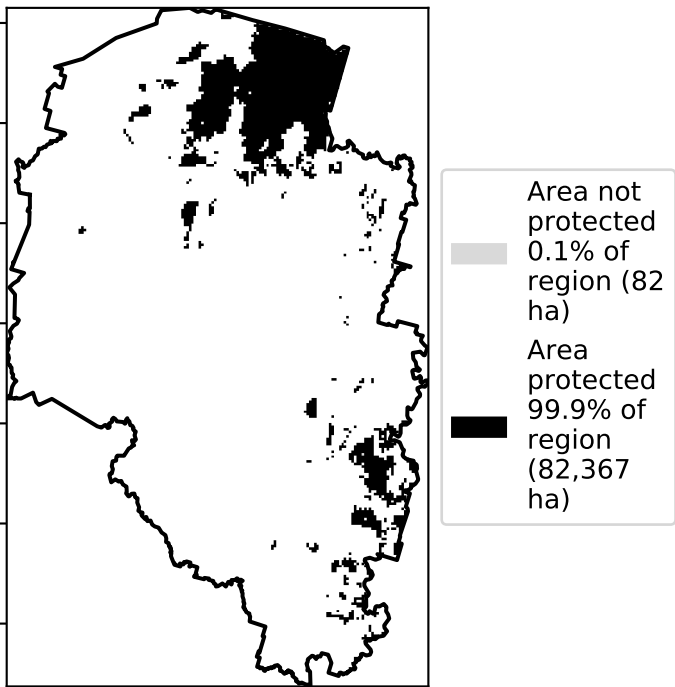 Area not
protected
0.1% of
region (82
ha)
Area
protected
99.9% of
region
(82,367
ha)